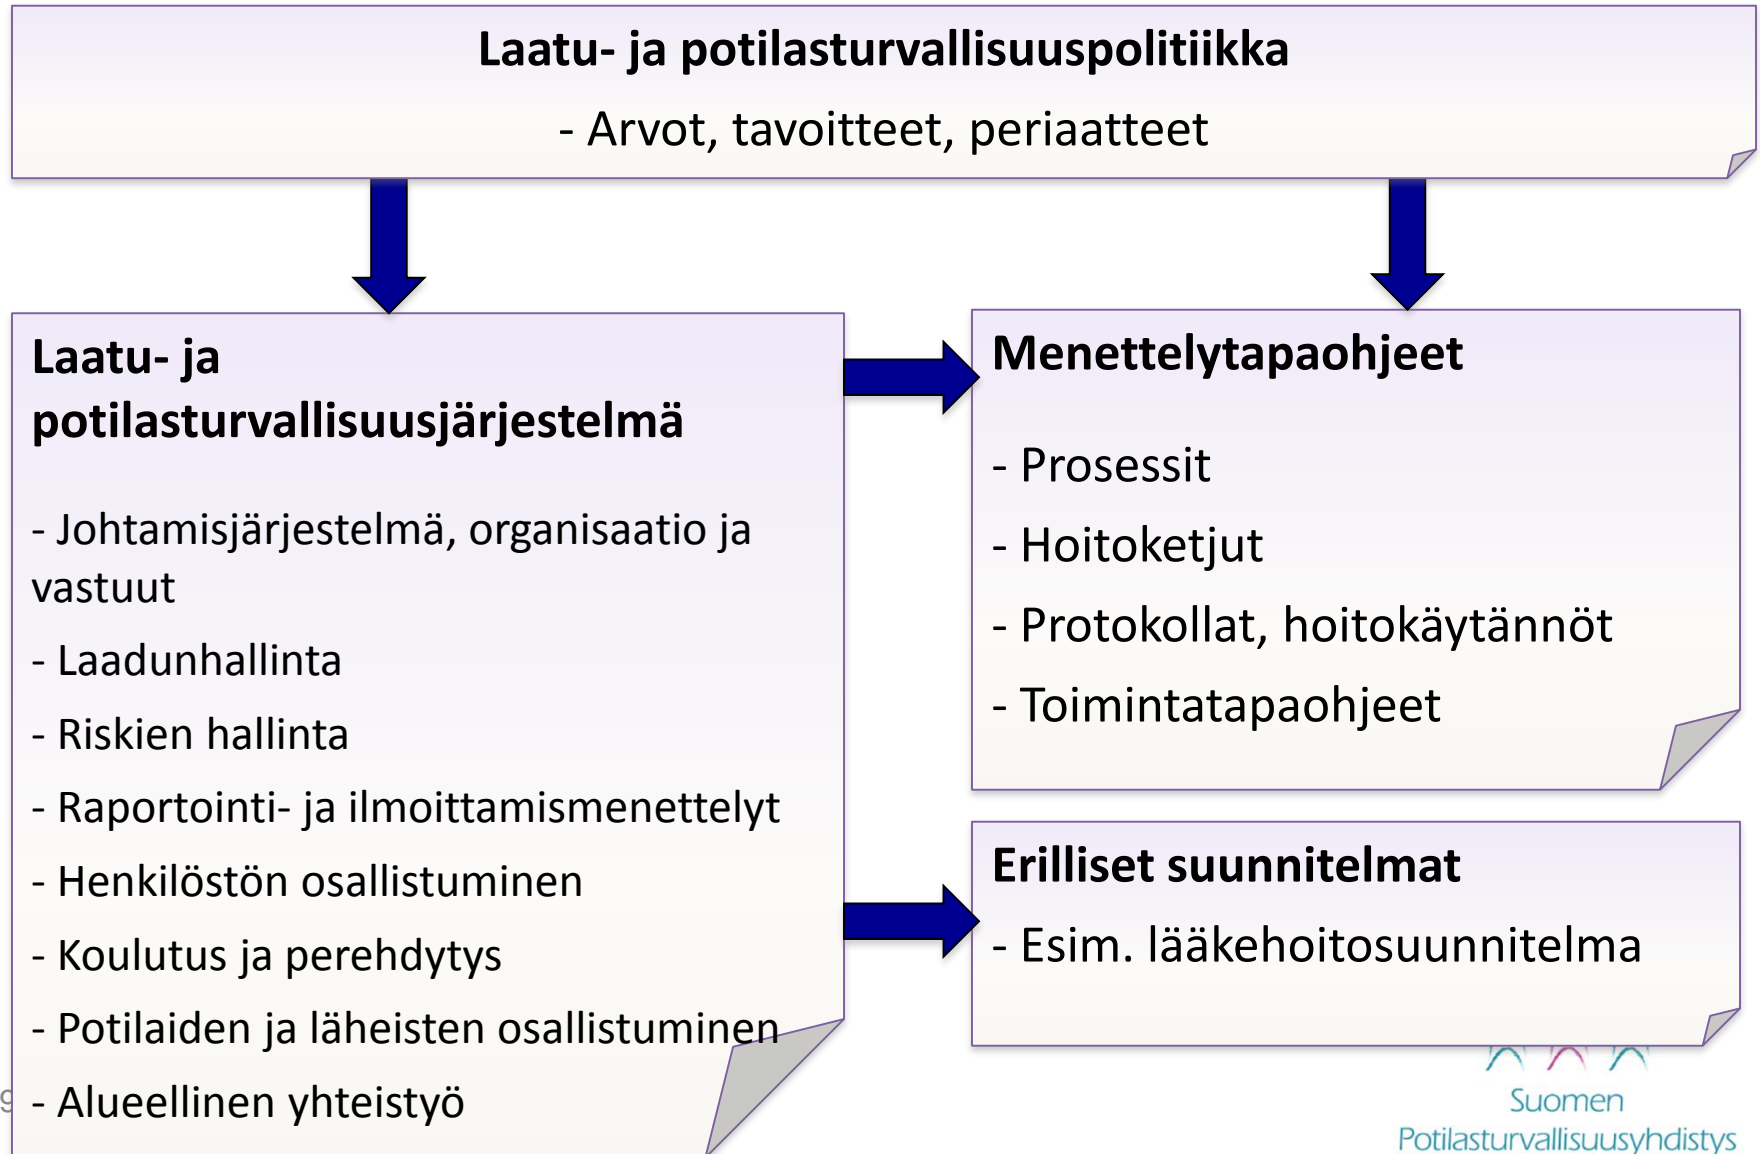 Laatu- ja potilasturvallisuuspolitiikka
- Arvot, tavoitteet, periaatteet
Laatu- ja
potilasturvallisuusjärjestelmä
- Johtamisjärjestelmä, organisaatio ja
vastuut
- Laadunhallinta
- Riskien hallinta
- Raportointi- ja ilmoittamismenettelyt
- Henkilöstön osallistuminen
- Koulutus ja perehdytys
- Potilaiden ja läheisten osallistuminen
- Alueellinen yhteistyö
Menettelytapaohjeet
- Prosessit
- Hoitoketjut
- Protokollat, hoitokäytännöt
- Toimintatapaohjeet
Erilliset suunnitelmat
- Esim. lääkehoitosuunnitelma
Suomen
Potilasturvallisuusyhdistys